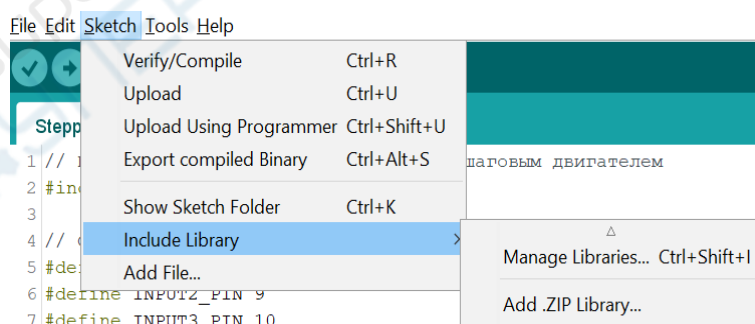 File Edit Sketch Tools Help
Verify/Compile Ctrl+R
Upload Ctrl+U
Stepp
Upload Using Programmer Ctrl+Shift+U
1 //
Export compiled Binary Ctrl+Alt+S
шаговым двигателем
2 #inc
3
Show Sketch Folder Ctrl+K
4 //
Include Library
Manage Libraries... Ctrl+Shift+I
5 #de
Add File...
6 #define INPUT2_PIN 9
Add .ZIP Library...
7 #define INPUT3_PIN 10